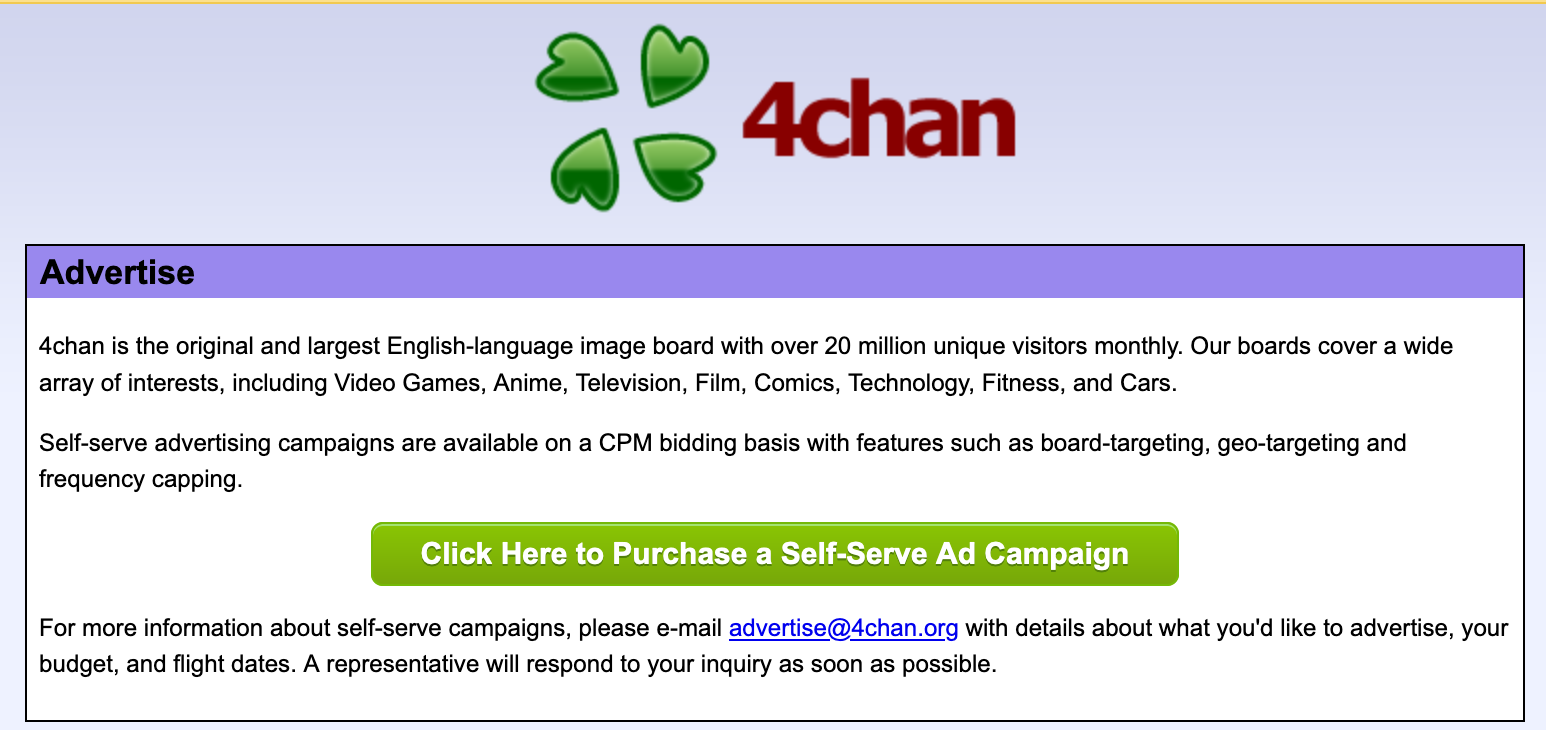 4chan
Advertise
4chan is the original and largest English-language image board with over 20 million unique visitors monthly. Our boards cover a wide
array of interests, including Video Games, Anime, Television, Film, Comics, Technology, Fitness, and Cars.
Self-serve advertising campaigns are available on a CPM bidding basis with features such as board-targeting, geo-targeting and
frequency capping.
Click Here to Purchase a Self-Serve Ad Campaign
For more information about self-serve campaigns, please e-mail advertise@4chan.org with details about what you'd like to advertise, your
budget, and flight dates. A representative will respond to your inquiry as soon as possible.